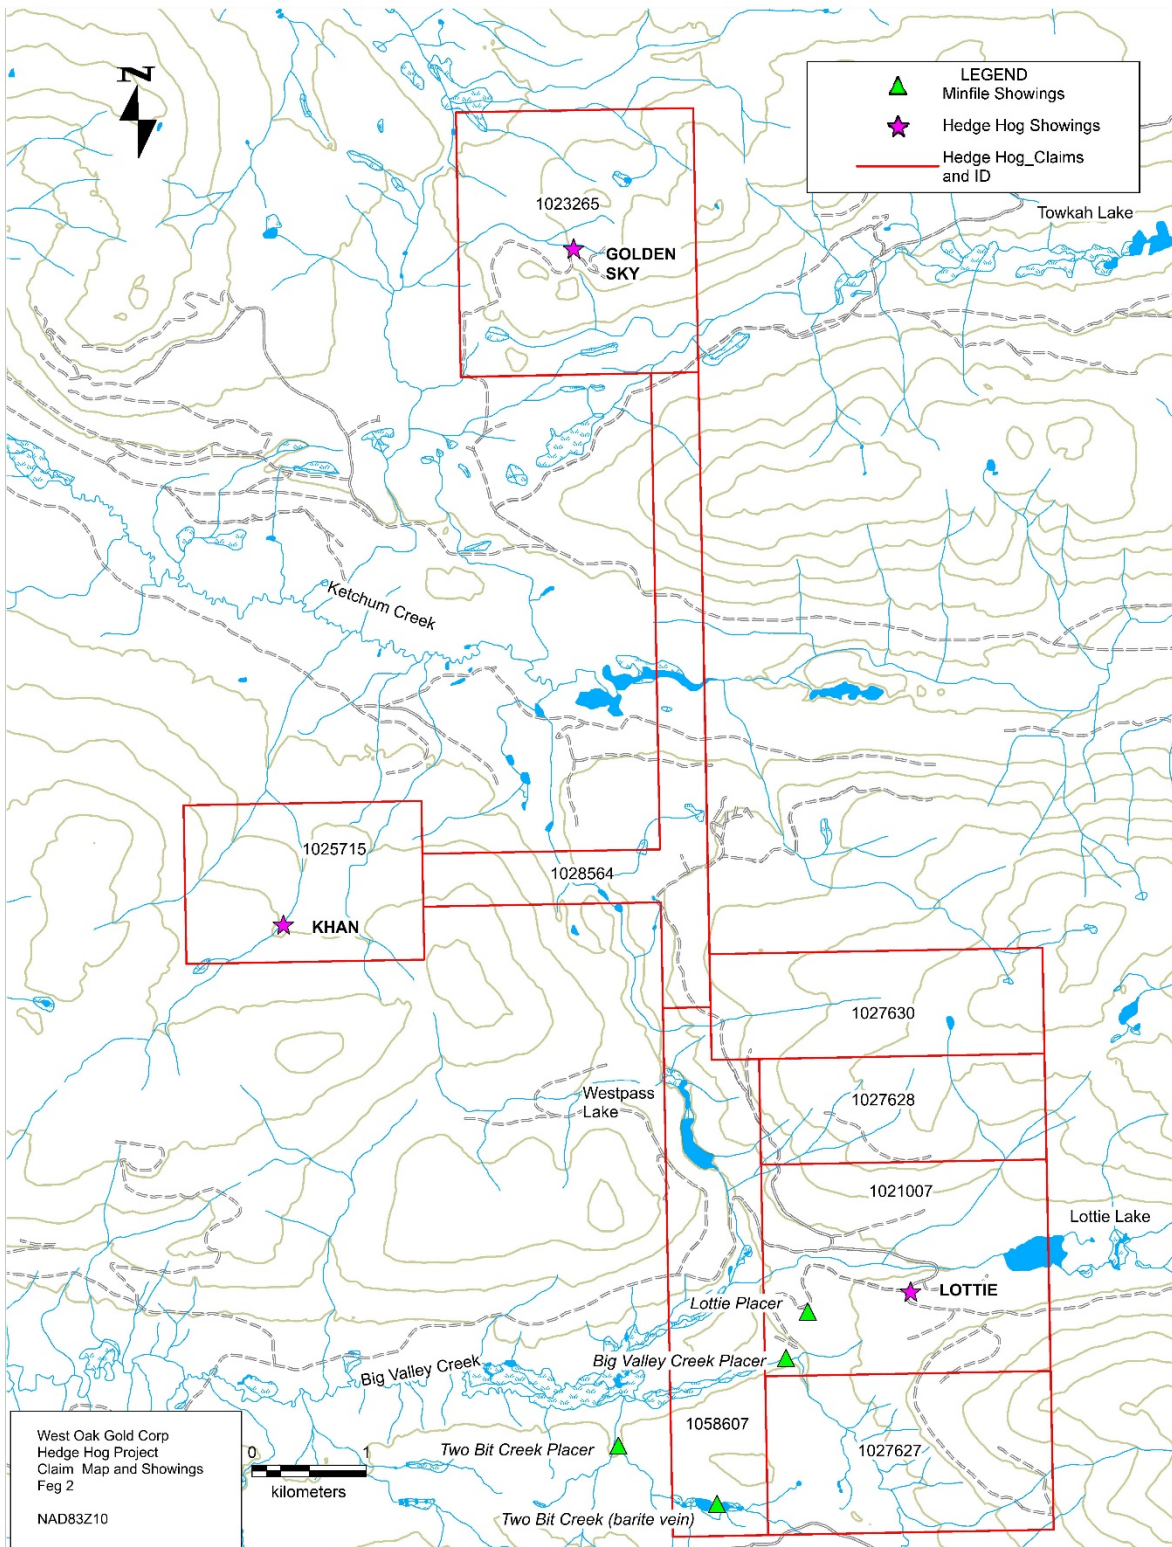 N
LEGEND
Minfile Showings
Hedge Hog Showings
Hedge Hog_Claims
and ID
1023265
Towkah Lake
GOLDEN
SKY
Ketchum Creek
1025715
1028564
KHAN
1027630
Westpass
Lake
1027628
1021007
Lottie Lake
LOTTIE
Lottie Placer
Big Valley Creek Placer
Big Valley Creek
1058607
Two Bit Creek Placer
1027627
Two Bit Creek (barite vein)
West Oak Gold Corp
Hedge Hog Project
Claim Map and Showings
Feg 2
NAD83Z10
0 1
kilometers